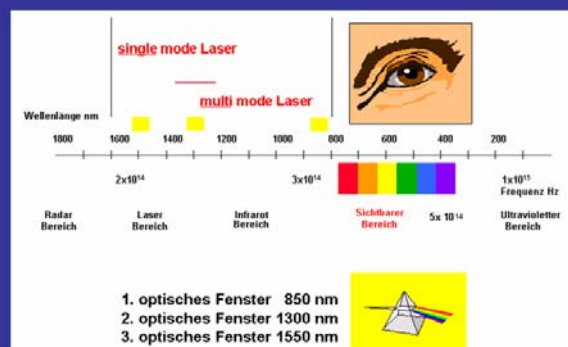 single mode Laser
multi mode Laser
Wellenlänge nm
1800 1600 1400 1200 1000 800 600 400 200
2x10¹⁴ 3x10¹⁴ 1x10¹⁵
Frequenz Hz
Radar Bereich
Laser Bereich
Infrarot Bereich
Sichtbarer Bereich
5x 10¹⁴
Ultravioletter Bereich
1. optisches Fenster 850 nm
2. optisches Fenster 1300 nm
3. optisches Fenster 1550 nm